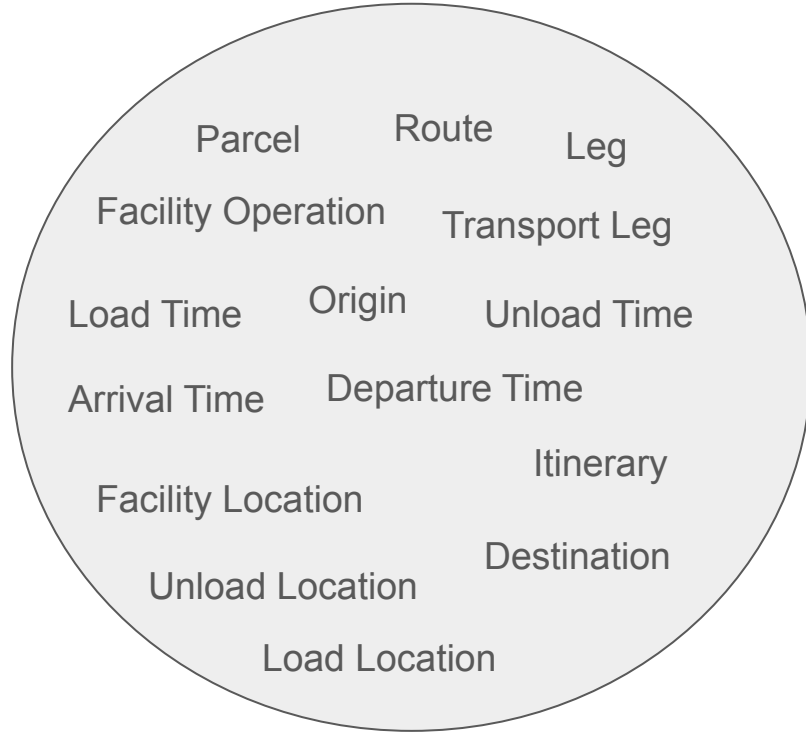 Parcel
Route
Leg
Facility Operation
Transport Leg
Load Time
Origin
Unload Time
Arrival Time
Departure Time
Itinerary
Facility Location
Destination
Unload Location
Load Location